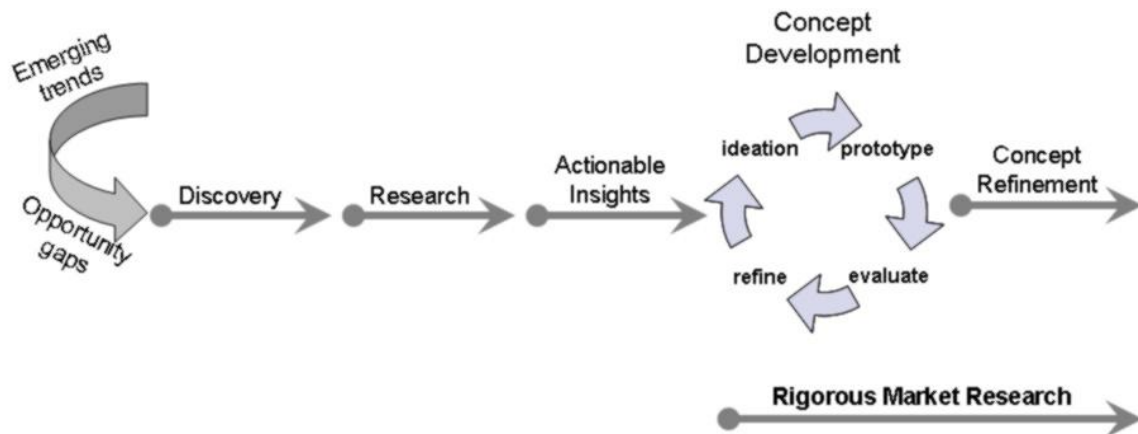 Emerging
trends
Opportunity
gaps
Discovery
Research
Actionable
Insights
Concept
Development
ideation
prototype
evaluate
refine
Concept
Refinement
Rigorous Market Research